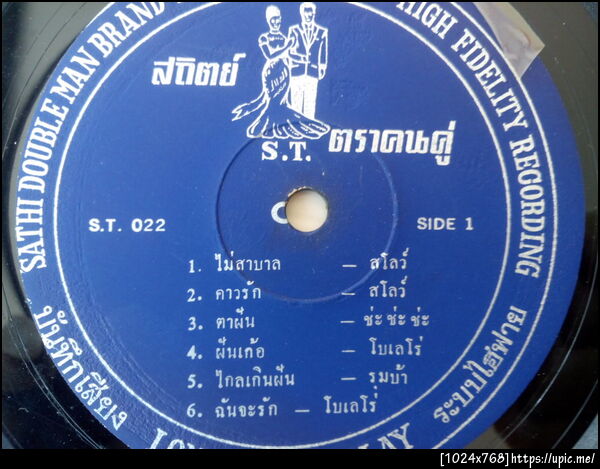 SATHI DOUBLE MAN BRAND
HIGH FIDELITY REGORDING
สถิตย์
ตราคนคู่
S.T.
S.T. 022
SIDE 1
1. ไม่สาบาล – สโลว์
2. คาวรัก – สโลว์
3. ตาฝัน – ช่ะ ช่ะ ช่ะ
4. ฝันเก้อ – โบเลโร่
5. ไกลเกินฝัน – รุมบ้า
6. ฉันจะรัก – โบเลโร่
บันทึกเสียง
ระบบไฮฟาย
[1024x768]https://upic.me/